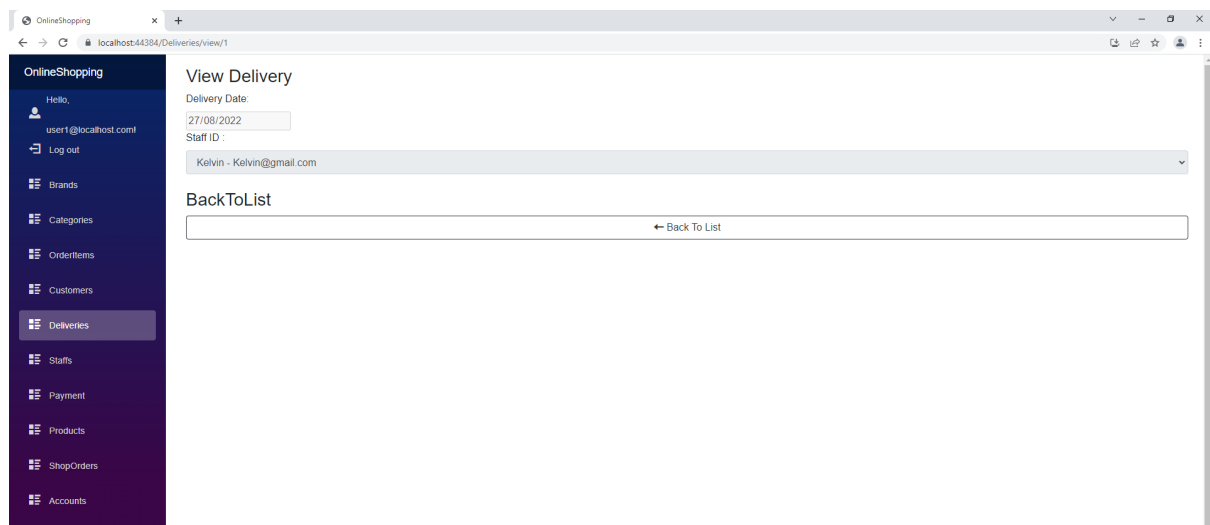 OnlineShopping
localhost:44384/Deliveries/view/1
OnlineShopping
Hello,
user1@localhost.com!
Log out
Brands
Categories
OrderItems
Customers
Deliveries
Staffs
Payment
Products
ShopOrders
Accounts
View Delivery
Delivery Date:
27/08/2022
Staff ID :
Kelvin - Kelvin@gmail.com
BackToList
Back To List